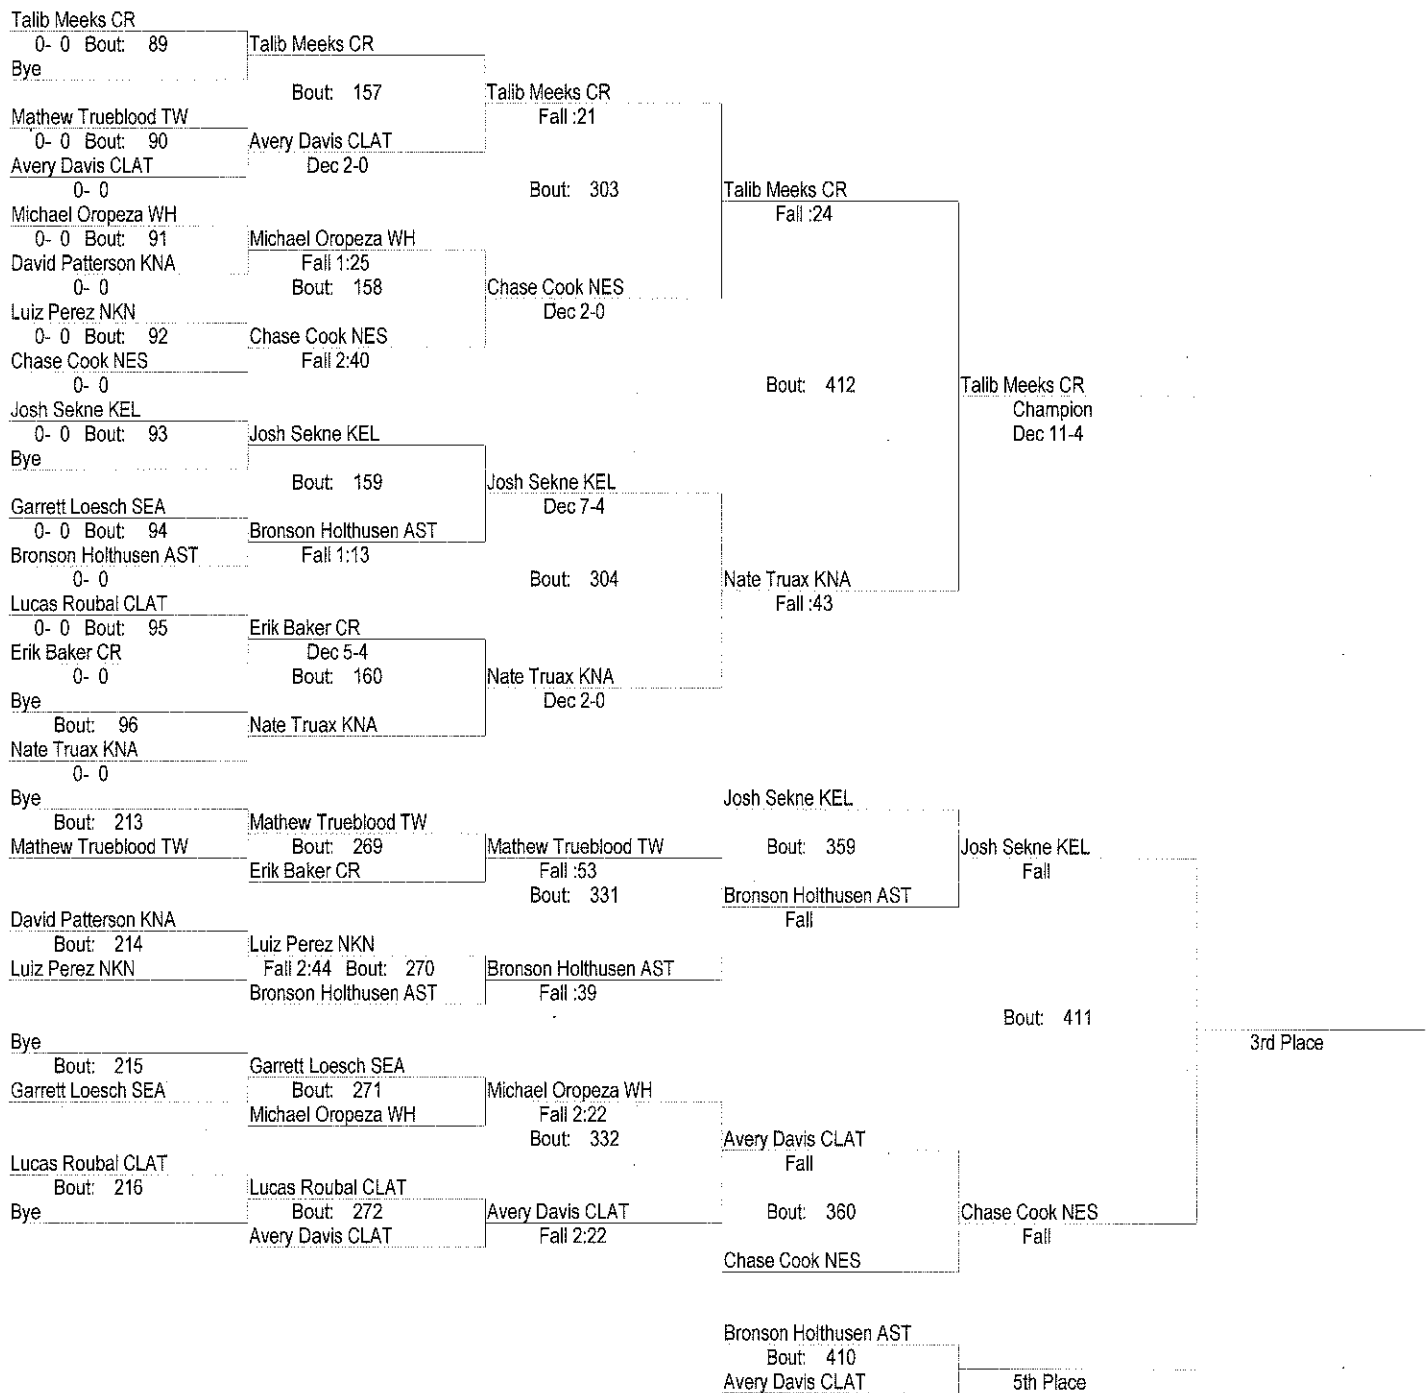 Talib Meeks CR
0- 0 Bout: 89
Talib Meeks CR
Bye
Bout: 157
Talib Meeks CR
Fall :21
Mathew Trueblood TW
0- 0 Bout: 90
Avery Davis CLAT
Avery Davis CLAT
Dec 2-0
0- 0
Bout: 303
Talib Meeks CR
Fall :24
Michael Oropeza WH
0- 0 Bout: 91
Michael Oropeza WH
David Patterson KNA
Fall 1:25
0- 0
Bout: 158
Chase Cook NES
Dec 2-0
Luiz Perez NKN
0- 0 Bout: 92
Chase Cook NES
Chase Cook NES
Fall 2:40
0- 0
Bout: 412
Talib Meeks CR
Champion
Dec 11-4
Josh Sekne KEL
0- 0 Bout: 93
Josh Sekne KEL
Bye
Bout: 159
Josh Sekne KEL
Dec 7-4
Garrett Loesch SEA
0- 0 Bout: 94
Bronson Holthusen AST
Bronson Holthusen AST
Fall 1:13
0- 0
Bout: 304
Nate Truax KNA
Fall :43
Lucas Roubal CLAT
0- 0 Bout: 95
Erik Baker CR
Erik Baker CR
Dec 5-4
0- 0
Bout: 160
Nate Truax KNA
Dec 2-0
Bye
Bout: 96
Nate Truax KNA
Nate Truax KNA
0- 0
Bye
Josh Sekne KEL
Bout: 213
Mathew Trueblood TW
Mathew Trueblood TW
Bout: 269
Mathew Trueblood TW
Bout: 359
Josh Sekne KEL
Erik Baker CR
Fall :53
Fall
Bout: 331
Bronson Holthusen AST
Fall
David Patterson KNA
Bout: 214
Luiz Perez NKN
Luiz Perez NKN
Fall 2:44 Bout: 270
Bronson Holthusen AST
Bronson Holthusen AST
Fall :39
Bout: 411
3rd Place
Bye
Bout: 215
Garrett Loesch SEA
Garrett Loesch SEA
Bout: 271
Michael Oropeza WH
Michael Oropeza WH
Fall 2:22
Bout: 332
Avery Davis CLAT
Fall
Lucas Roubal CLAT
Bout: 216
Lucas Roubal CLAT
Bye
Bout: 272
Avery Davis CLAT
Bout: 360
Chase Cook NES
Avery Davis CLAT
Fall 2:22
Fall
Chase Cook NES
Bronson Holthusen AST
Bout: 410
Avery Davis CLAT
5th Place